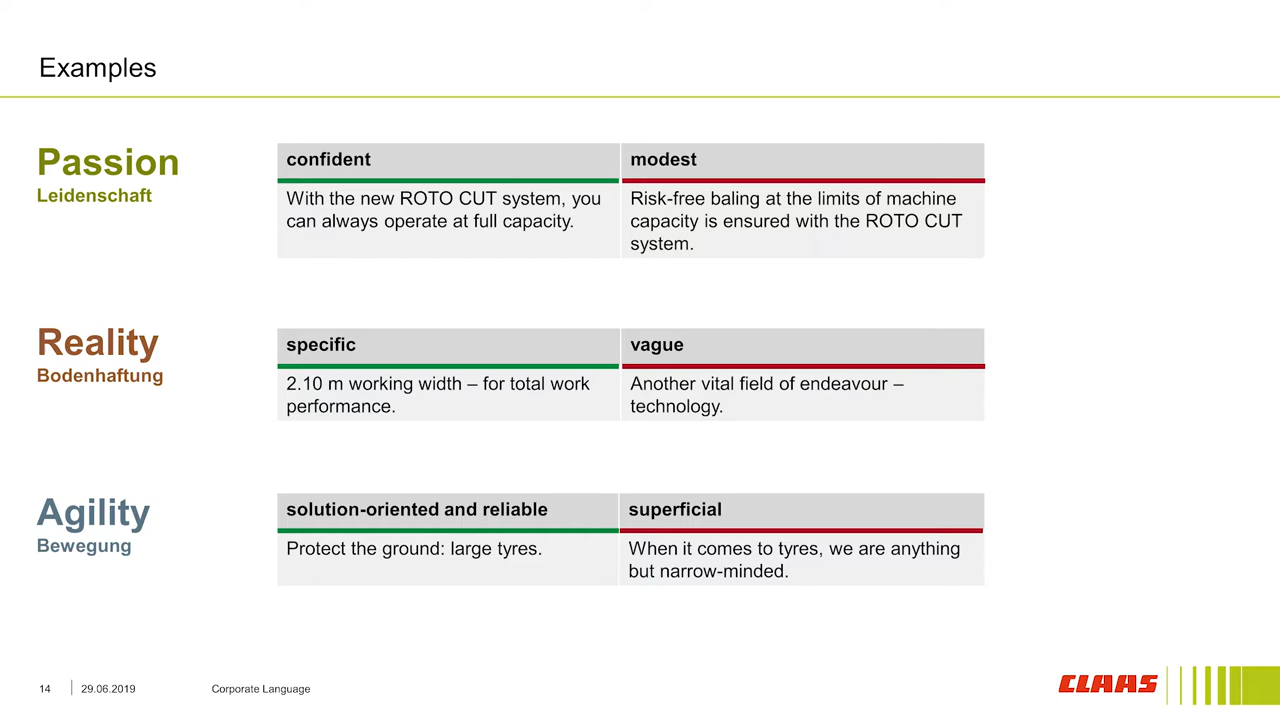 Examples
Passion
Leidenschaft
confident
modest
With the new ROTO CUT system, you
can always operate at full capacity.
Risk-free baling at the limits of machine
capacity is ensured with the ROTO CUT
system.
Reality
Bodenhaftung
specific
vague
2.10 m working width – for total work
performance.
Another vital field of endeavour –
technology.
Agility
Bewegung
solution-oriented and reliable
superficial
Protect the ground: large tyres.
When it comes to tyres, we are anything
but narrow-minded.
14
29.06.2019
Corporate Language
CLAAS